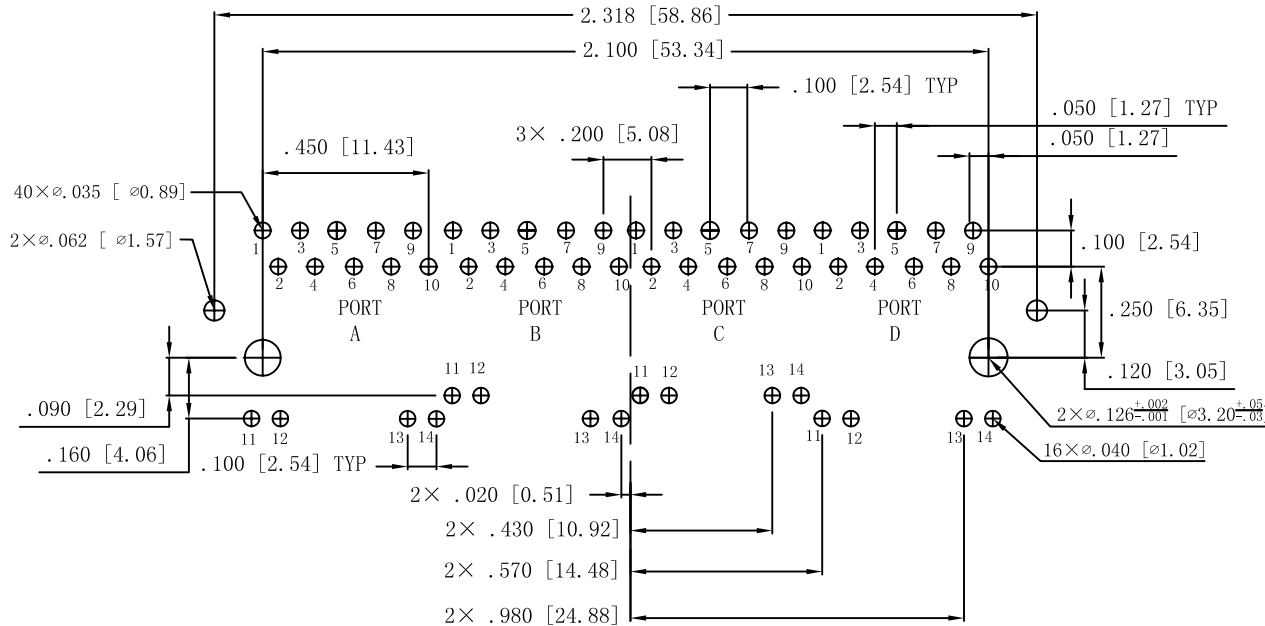 2.318 [58.86]
2.100 [53.34]
.100 [2.54] TYP
.050 [1.27] TYP
3× .200 [5.08]
.050 [1.27]
.450 [11.43]
40×⌀.035 [ ⌀0.89]
2×⌀.062 [ ⌀1.57]
1 3 5 7 9 1 3 5 7 9 1 3 5 7 9 1 3 5 7 9
.100 [2.54]
2 4 6 8 10 2 4 6 8 10 2 4 6 8 10 2 4 6 8 10
PORT PORT PORT PORT
A B C D
.250 [6.35]
11 12 11 12 13 14
.120 [3.05]
.090 [2.29]
2×⌀.126+.002 -.001 [⌀3.20+.05 -.03
11 12 13 14 13 14 11 12 13 14
16×⌀.040 [⌀1.02]
.160 [4.06]
.100 [2.54] TYP
2× .020 [0.51]
2× .430 [10.92]
2× .570 [14.48]
2× .980 [24.88]